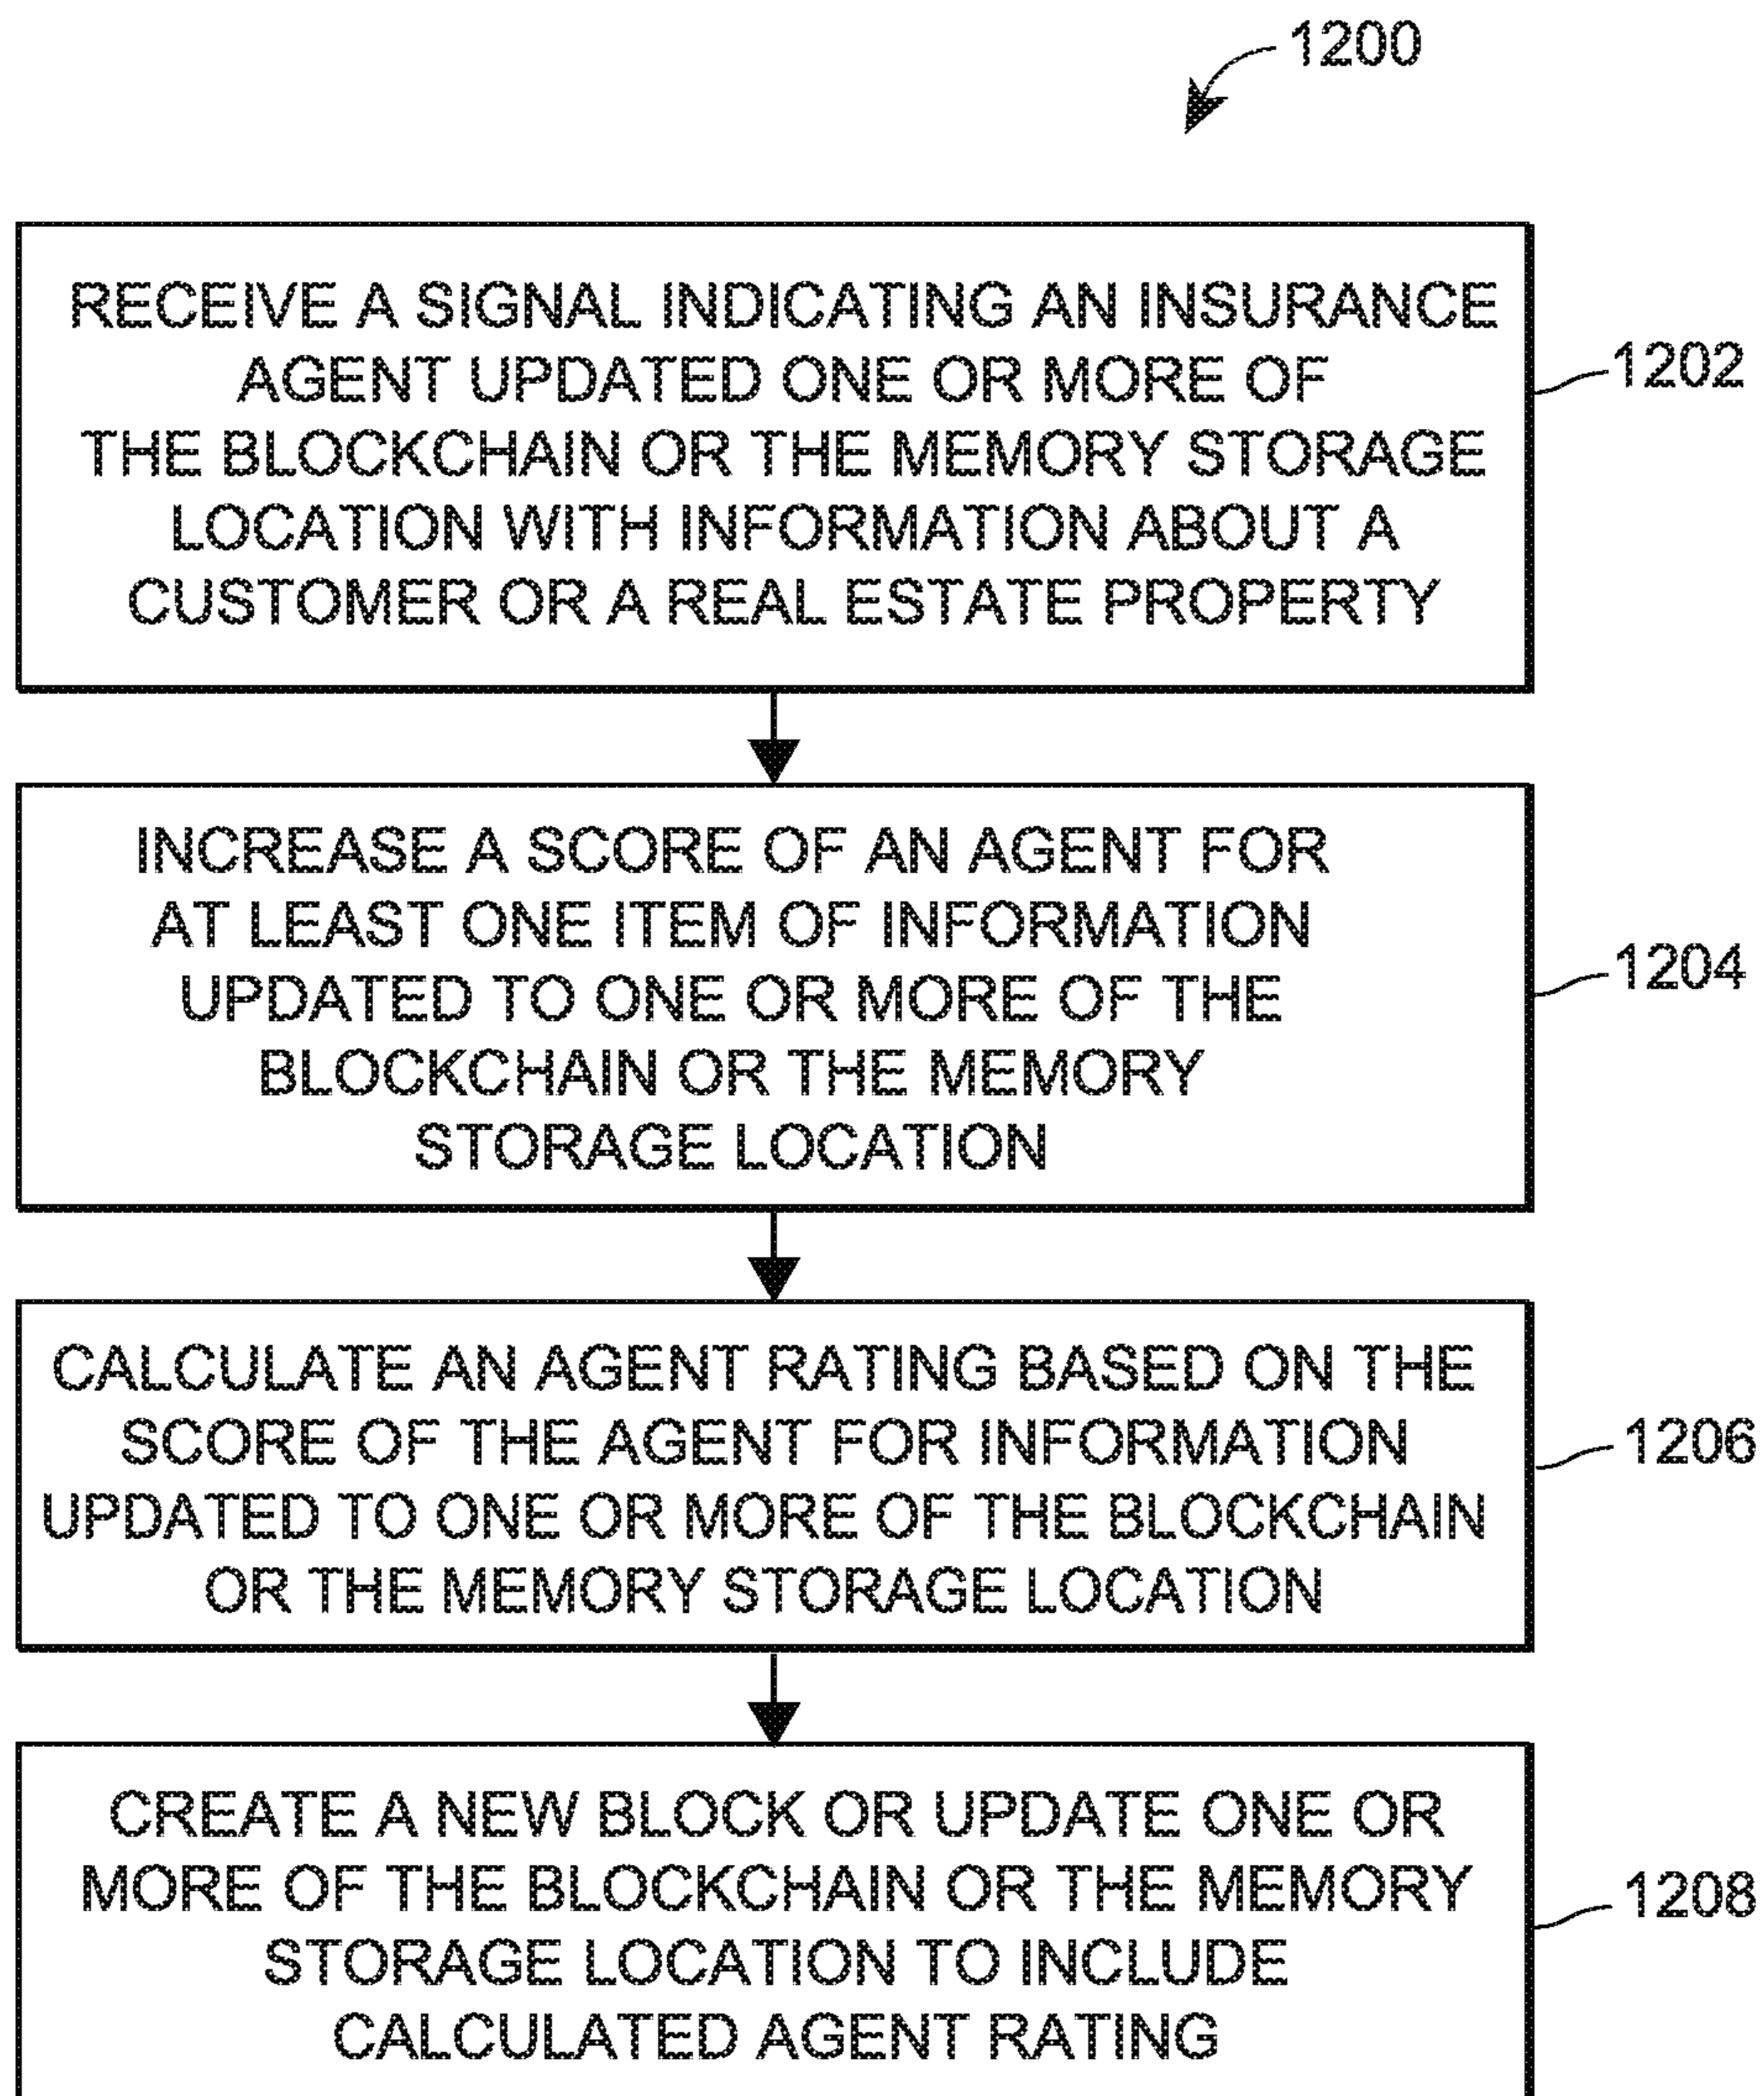 1200
RECEIVE A SIGNAL INDICATING AN INSURANCE
AGENT UPDATED ONE OR MORE OF
THE BLOCKCHAIN OR THE MEMORY STORAGE
LOCATION WITH INFORMATION ABOUT A
CUSTOMER OR A REAL ESTATE PROPERTY
1202
INCREASE A SCORE OF AN AGENT FOR
AT LEAST ONE ITEM OF INFORMATION
UPDATED TO ONE OR MORE OF THE
BLOCKCHAIN OR THE MEMORY
STORAGE LOCATION
1204
CALCULATE AN AGENT RATING BASED ON THE
SCORE OF THE AGENT FOR INFORMATION
UPDATED TO ONE OR MORE OF THE BLOCKCHAIN
OR THE MEMORY STORAGE LOCATION
1206
CREATE A NEW BLOCK OR UPDATE ONE OR
MORE OF THE BLOCKCHAIN OR THE MEMORY
STORAGE LOCATION TO INCLUDE
CALCULATED AGENT RATING
1208